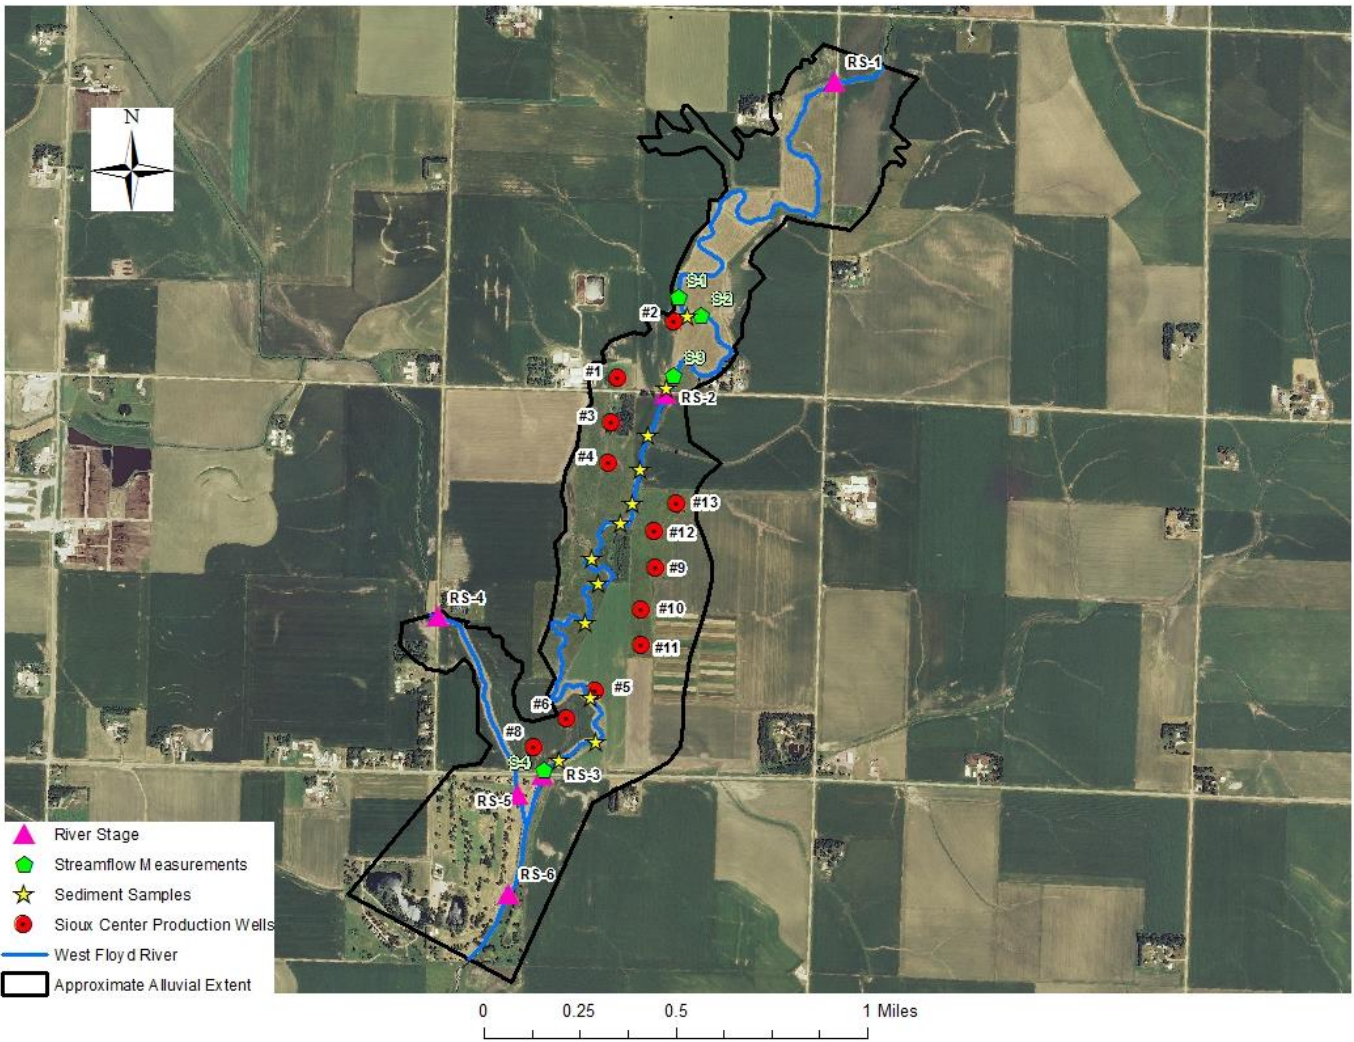 RS-1
N
S-1
S-2
#2
S-3
#1
RS-2
#3
#4
#13
#12
#9
RS-4
#10
#11
#5
#6
#8
S-4
RS-3
RS-5
RS-6
River Stage
Streamflow Measurements
Sediment Samples
Sioux Center Production Wells
West Floyd River
Approximate Alluvial Extent
0 0.25 0.5 1 Miles